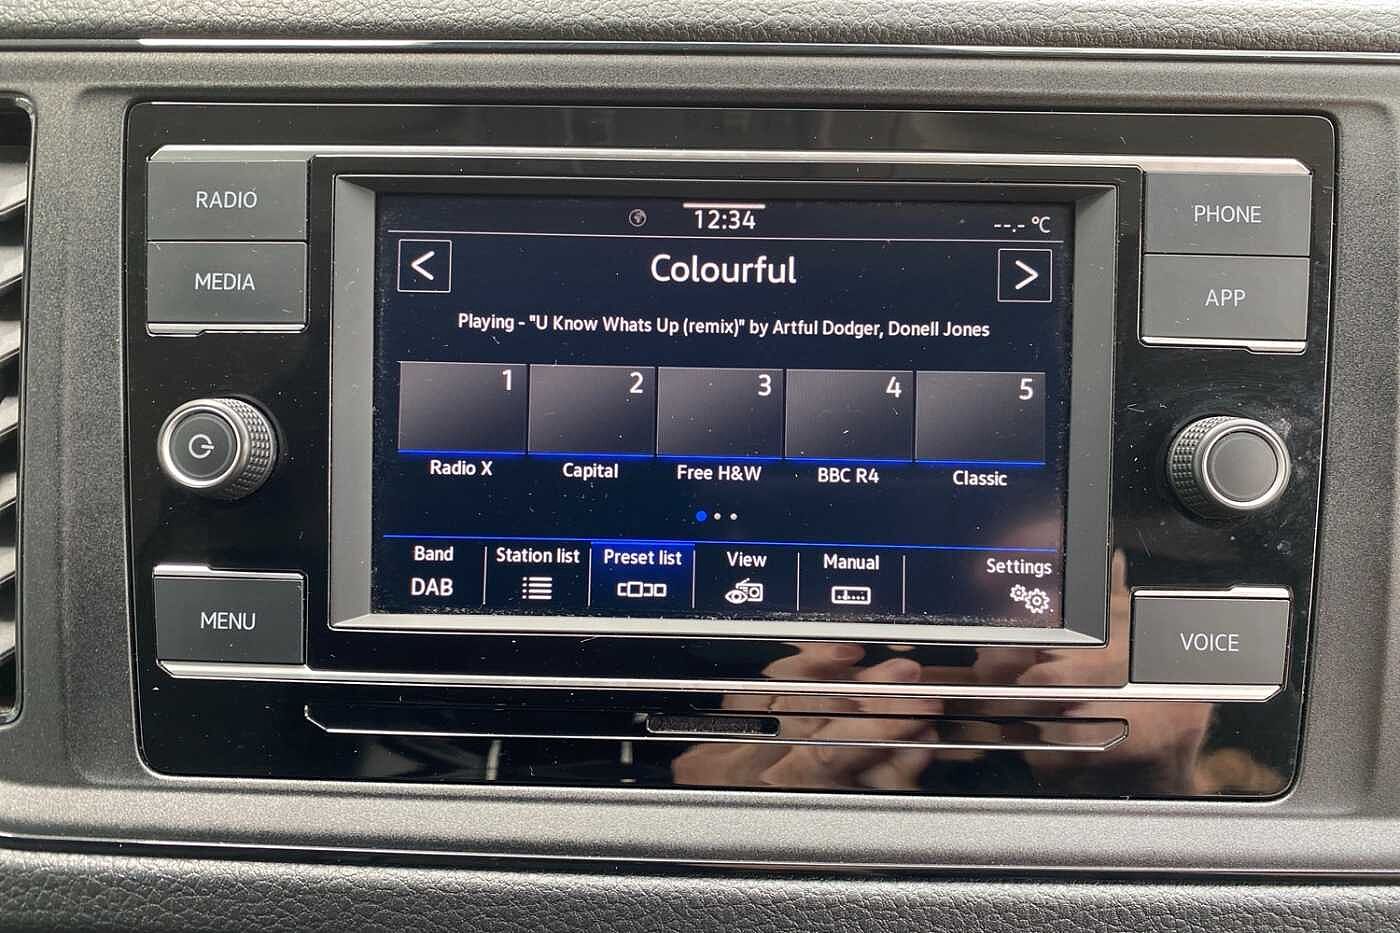 RADIO
MEDIA
MENU
PHONE
APP
VOICE
12:34
--.- °C
<
Colourful
>
Playing - "U Know Whats Up (remix)" by Artful Dodger, Donell Jones
1 2 3 4 5
Radio X Capital Free H&W BBC R4 Classic
Band Station list Preset list View Manual Settings
DAB